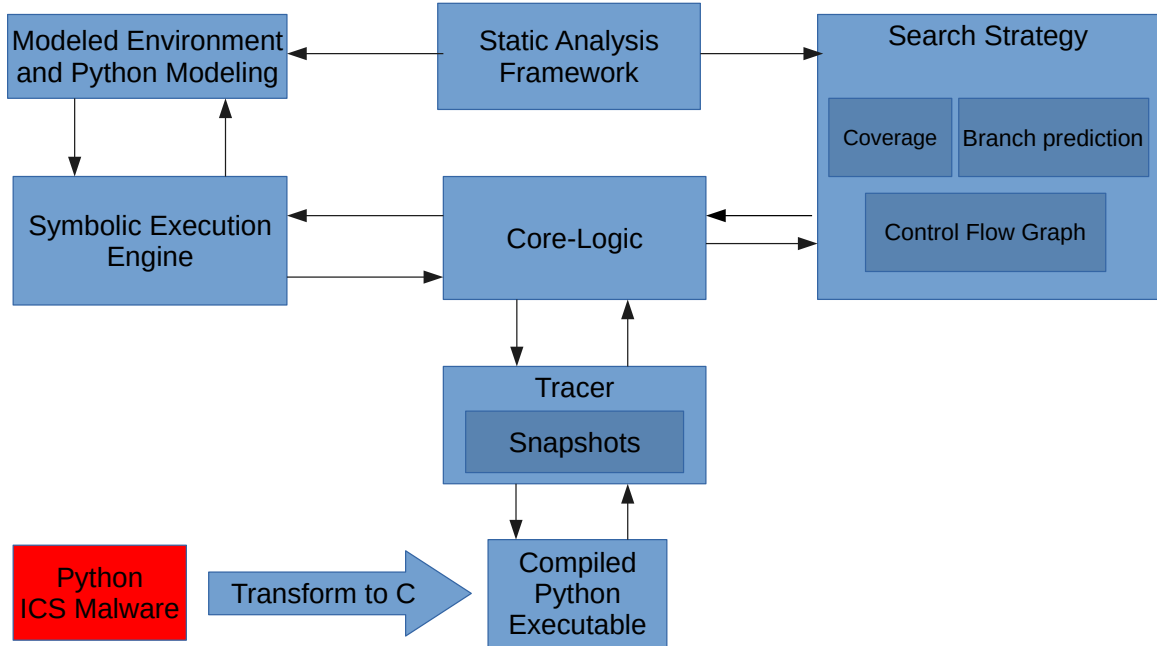 Modeled Environment
and Python Modeling
Static Analysis
Framework
Search Strategy
Coverage
Branch prediction
Control Flow Graph
Symbolic Execution
Engine
Core-Logic
Tracer
Snapshots
Python
ICS Malware
Transform to C
Compiled
Python
Executable